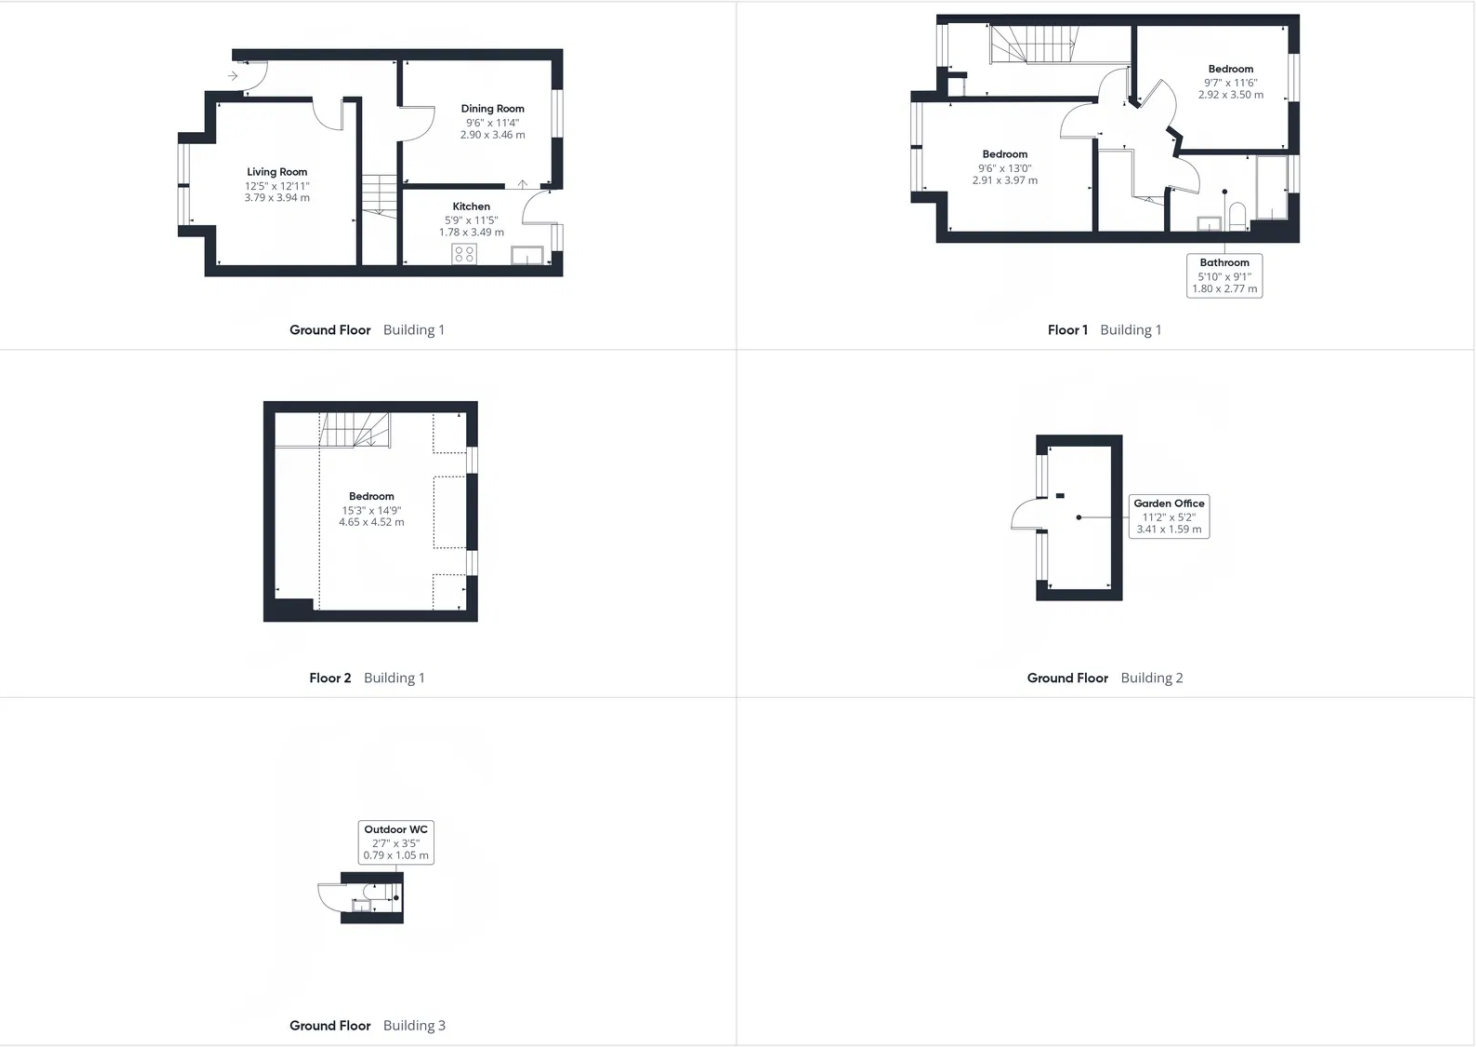 Dining Room
9'6" x 11'4"
2.90 x 3.46 m
Living Room
12'5" x 12'11"
3.79 x 3.94 m
Kitchen
5'9" x 11'5"
1.78 x 3.49 m
Ground Floor Building 1
Bedroom
9'7" x 11'6"
2.92 x 3.50 m
Bedroom
9'6" x 13'0"
2.91 x 3.97 m
Bathroom
5'10" x 9'1"
1.80 x 2.77 m
Floor 1 Building 1
Bedroom
15'3" x 14'9"
4.65 x 4.52 m
Floor 2 Building 1
Garden Office
11'2" x 5'2"
3.41 x 1.59 m
Ground Floor Building 2
Outdoor WC
2'7" x 3'5"
0.79 x 1.05 m
Ground Floor Building 3